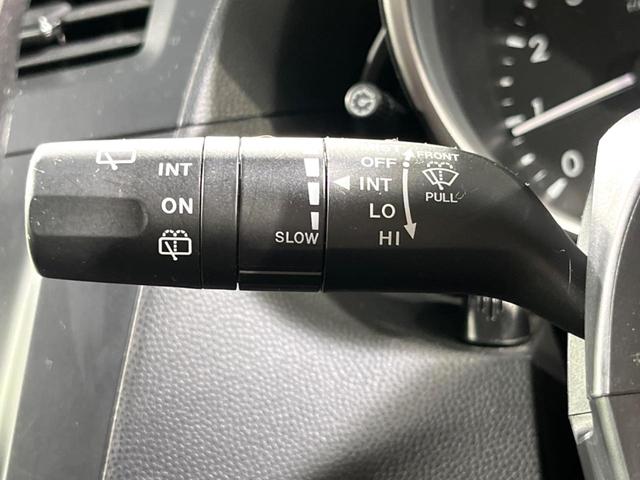 INT
ON
SLOW
OFF
INT
LO
HI
FRONT
PULL
2
1
0